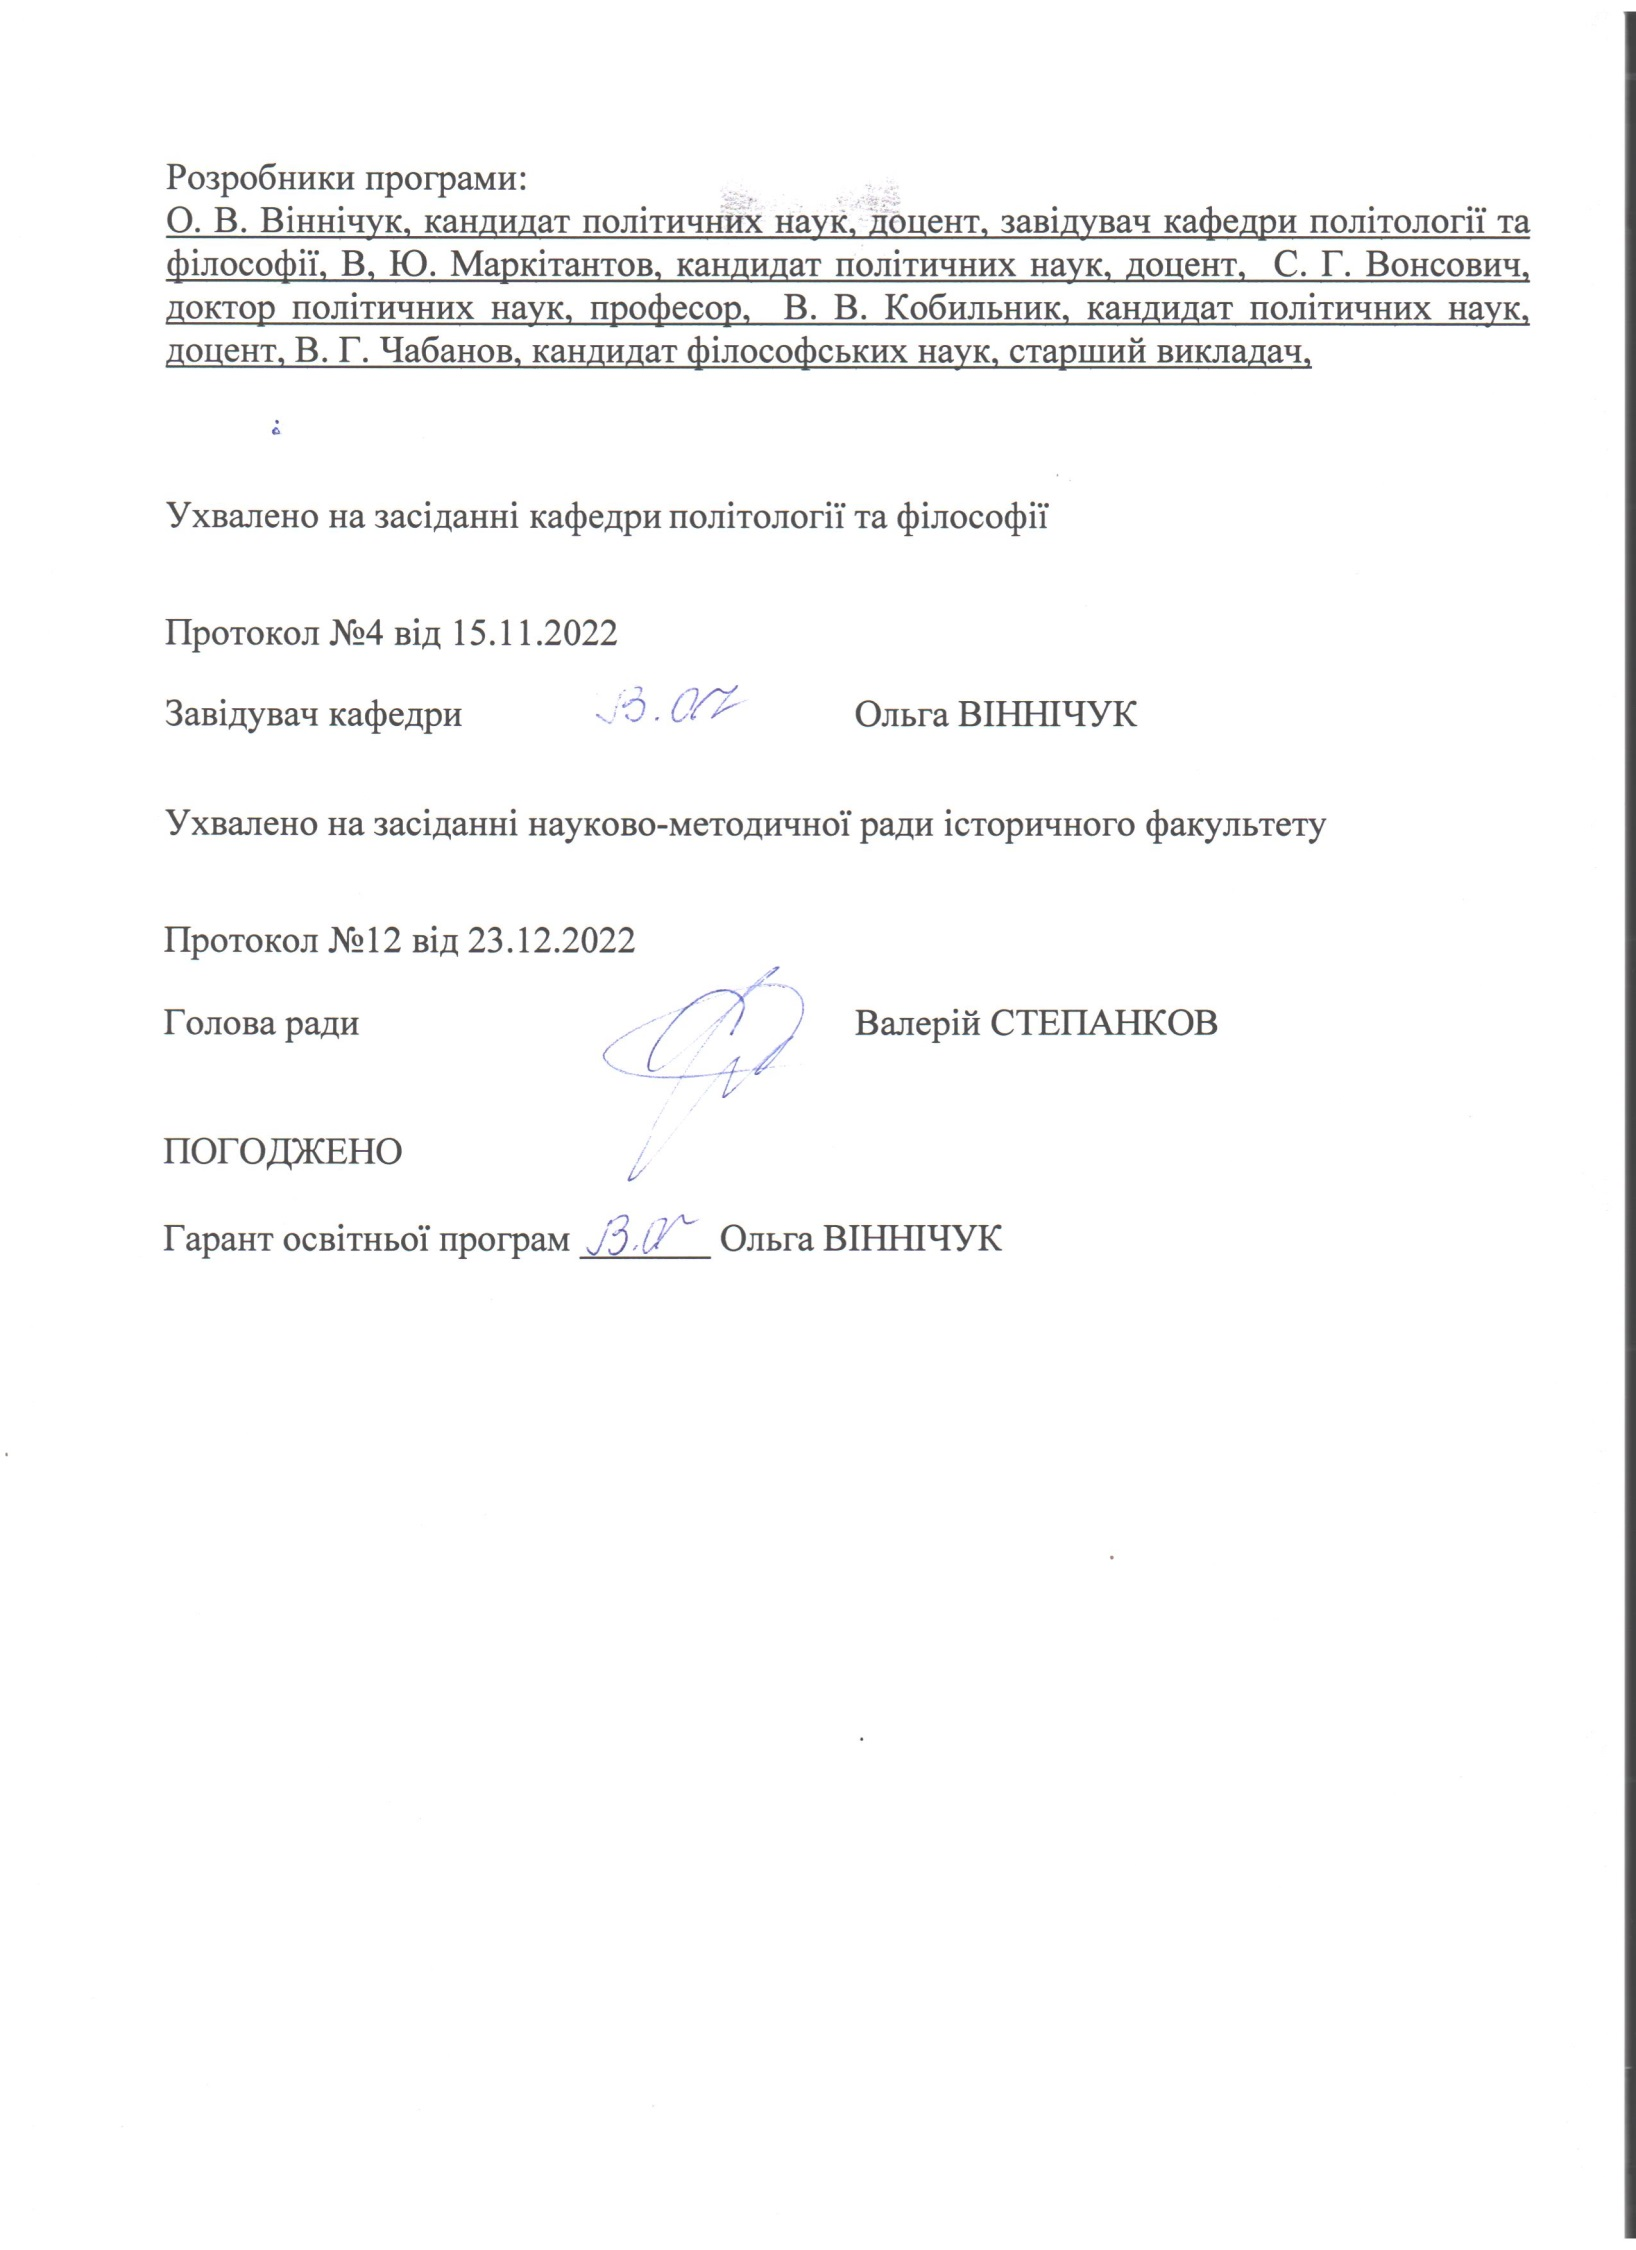 Розробники програми:
О. В. Віннічук, кандидат політичних наук, доцент, завідувач кафедри політології та
філософії, В, Ю. Маркітантов, кандидат політичних наук, доцент, С. Г. Вонсович,
доктор політичних наук, професор, В. В. Кобильник, кандидат політичних наук,
доцент, В. Г. Чабанов, кандидат філософських наук, старший викладач,
Ухвалено на засіданні кафедри політології та філософії
Протокол №4 від 15.11.2022
Завідувач кафедри Ольга ВІННІЧУК
Ухвалено на засіданні науково-методичної ради історичного факультету
Протокол №12 від 23.12.2022
Голова ради Валерій СТЕПАНКОВ
ПОГОДЖЕНО
Гарант освітньої програм _______ Ольга ВІННІЧУК